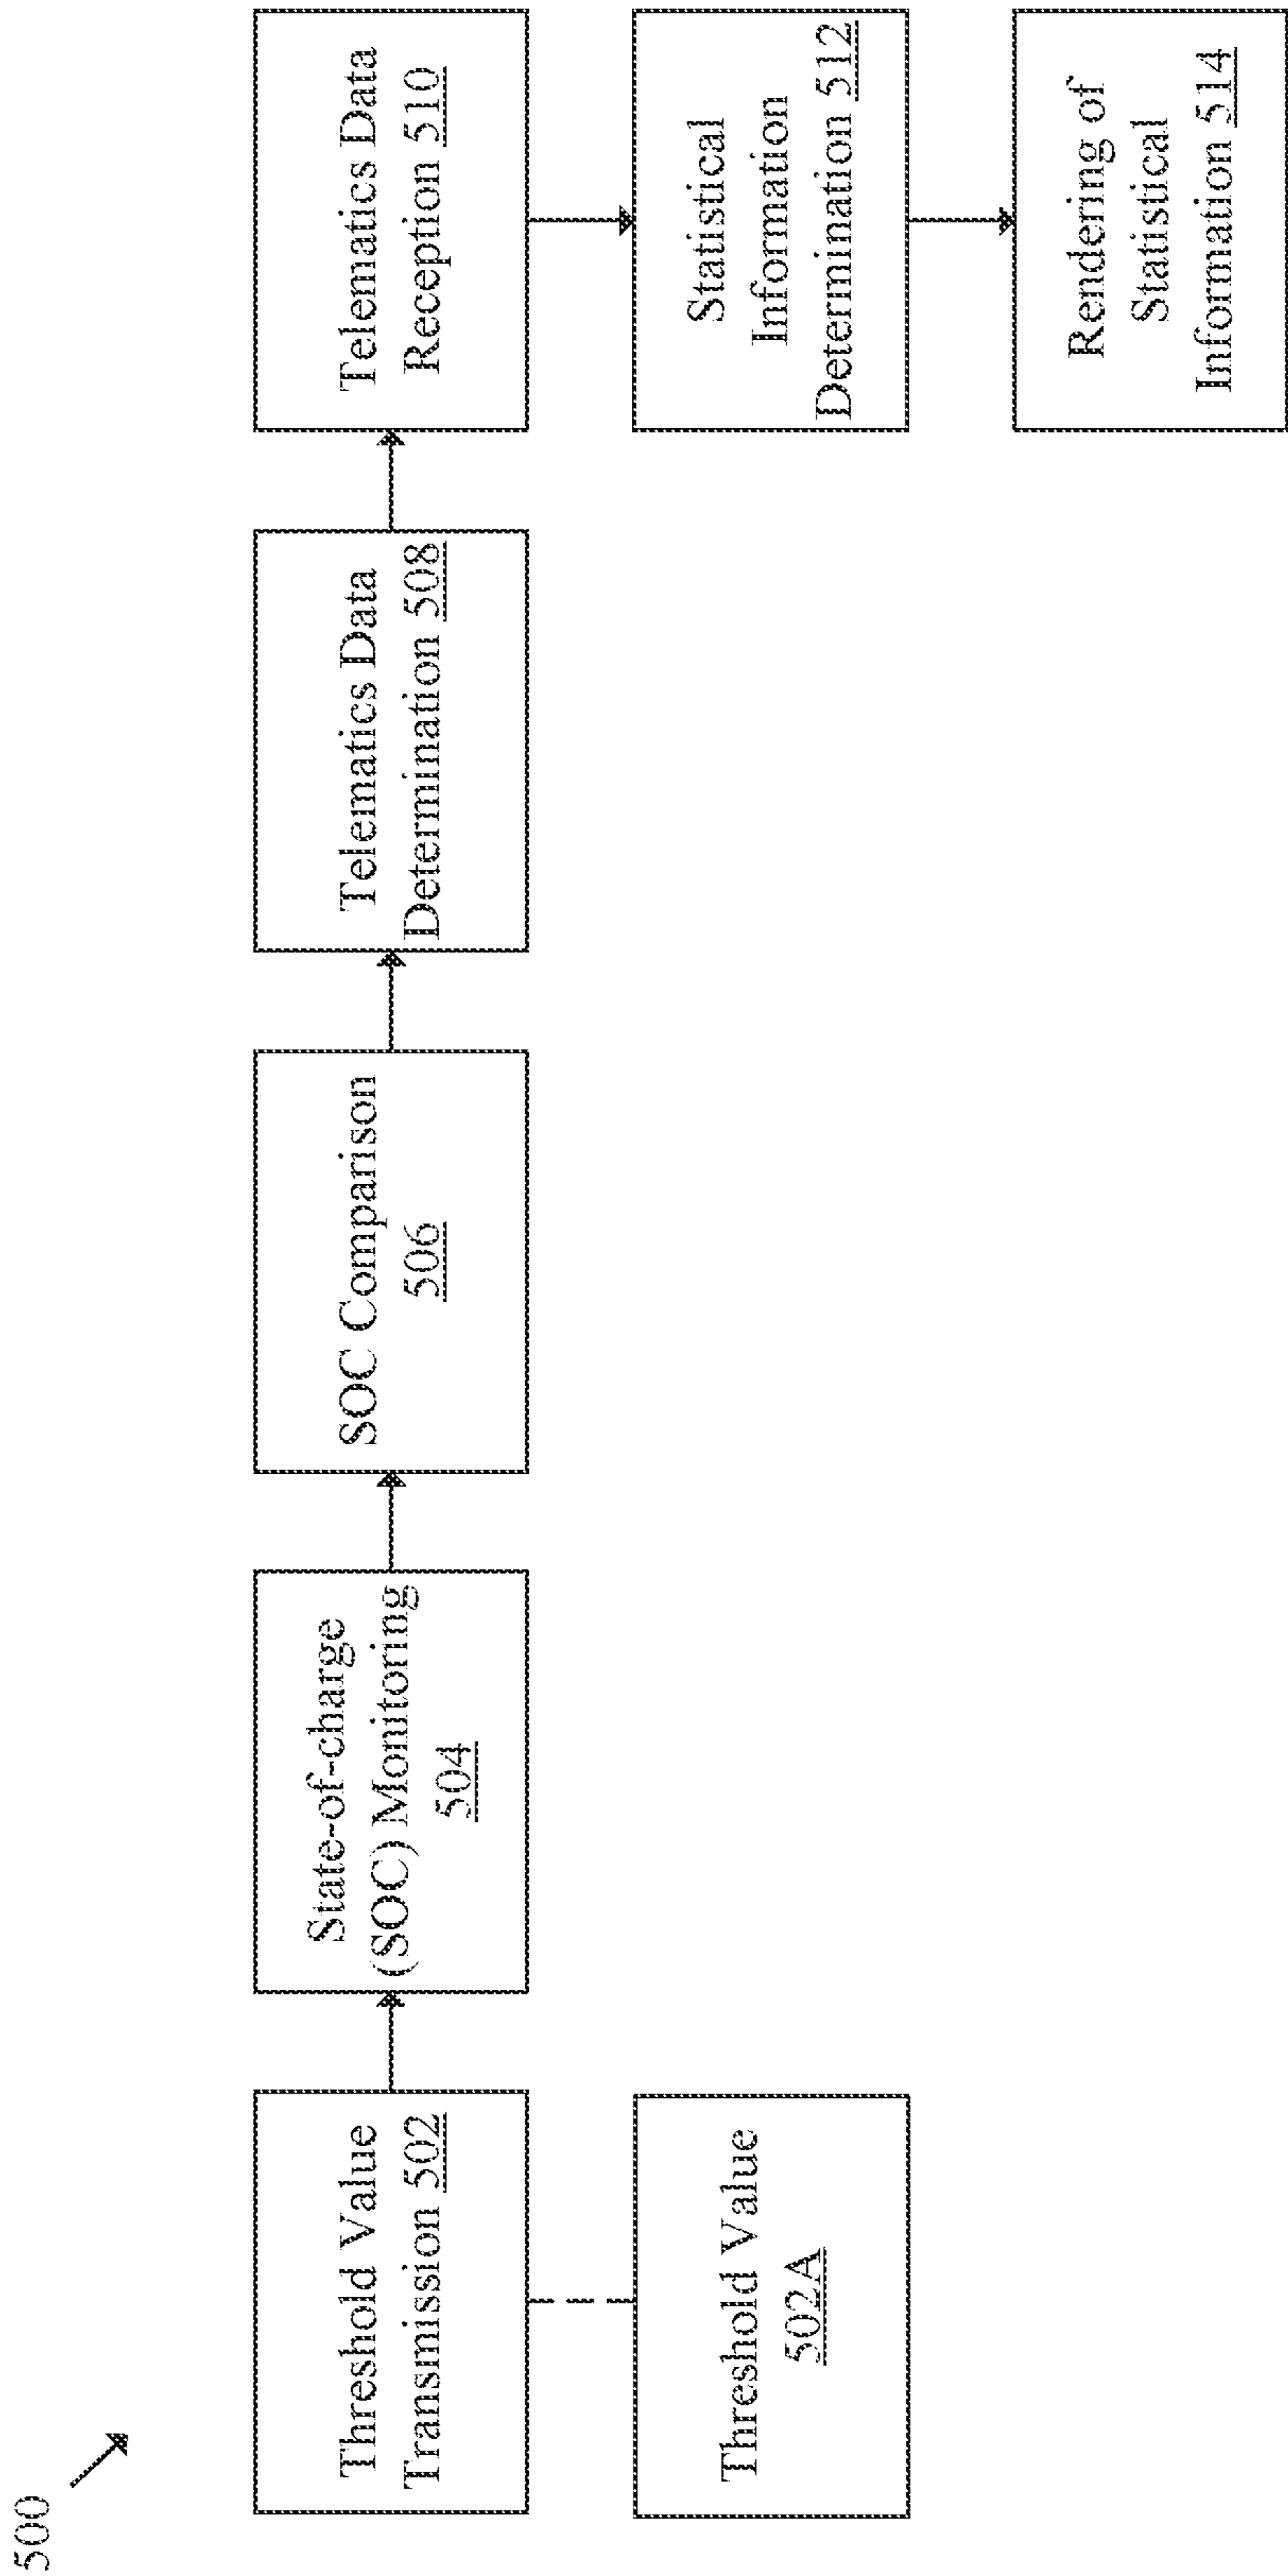 500
Threshold Value
Transmission 502
State-of-charge
(SOC) Monitoring
504
SOC Comparison
506
Telematics Data
Determination 508
Telematics Data
Reception 510
Threshold Value
502A
Statistical
Information
Determination 512
Rendering of
Statistical
Information 514